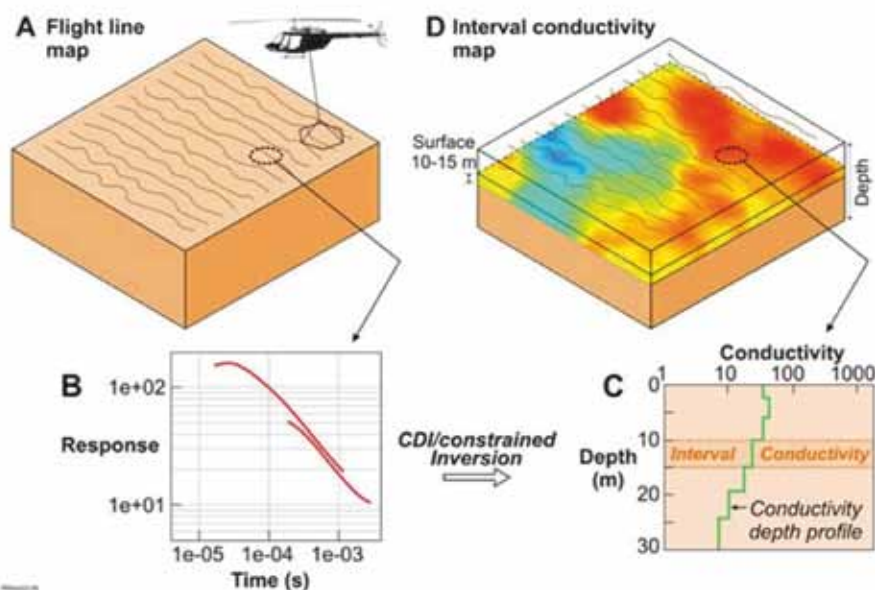 A Flight line
map
D Interval conductivity
map
Surface
10-15 m
Depth
B
1e+02
Response
1e+01
1e-05 1e-04 1e-03
Time (s)
CDI/constrained
Inversion
C
Conductivity
1 10 100 1000
0
10
Interval Conductivity
Depth
(m)
20
Conductivity
depth profile
30